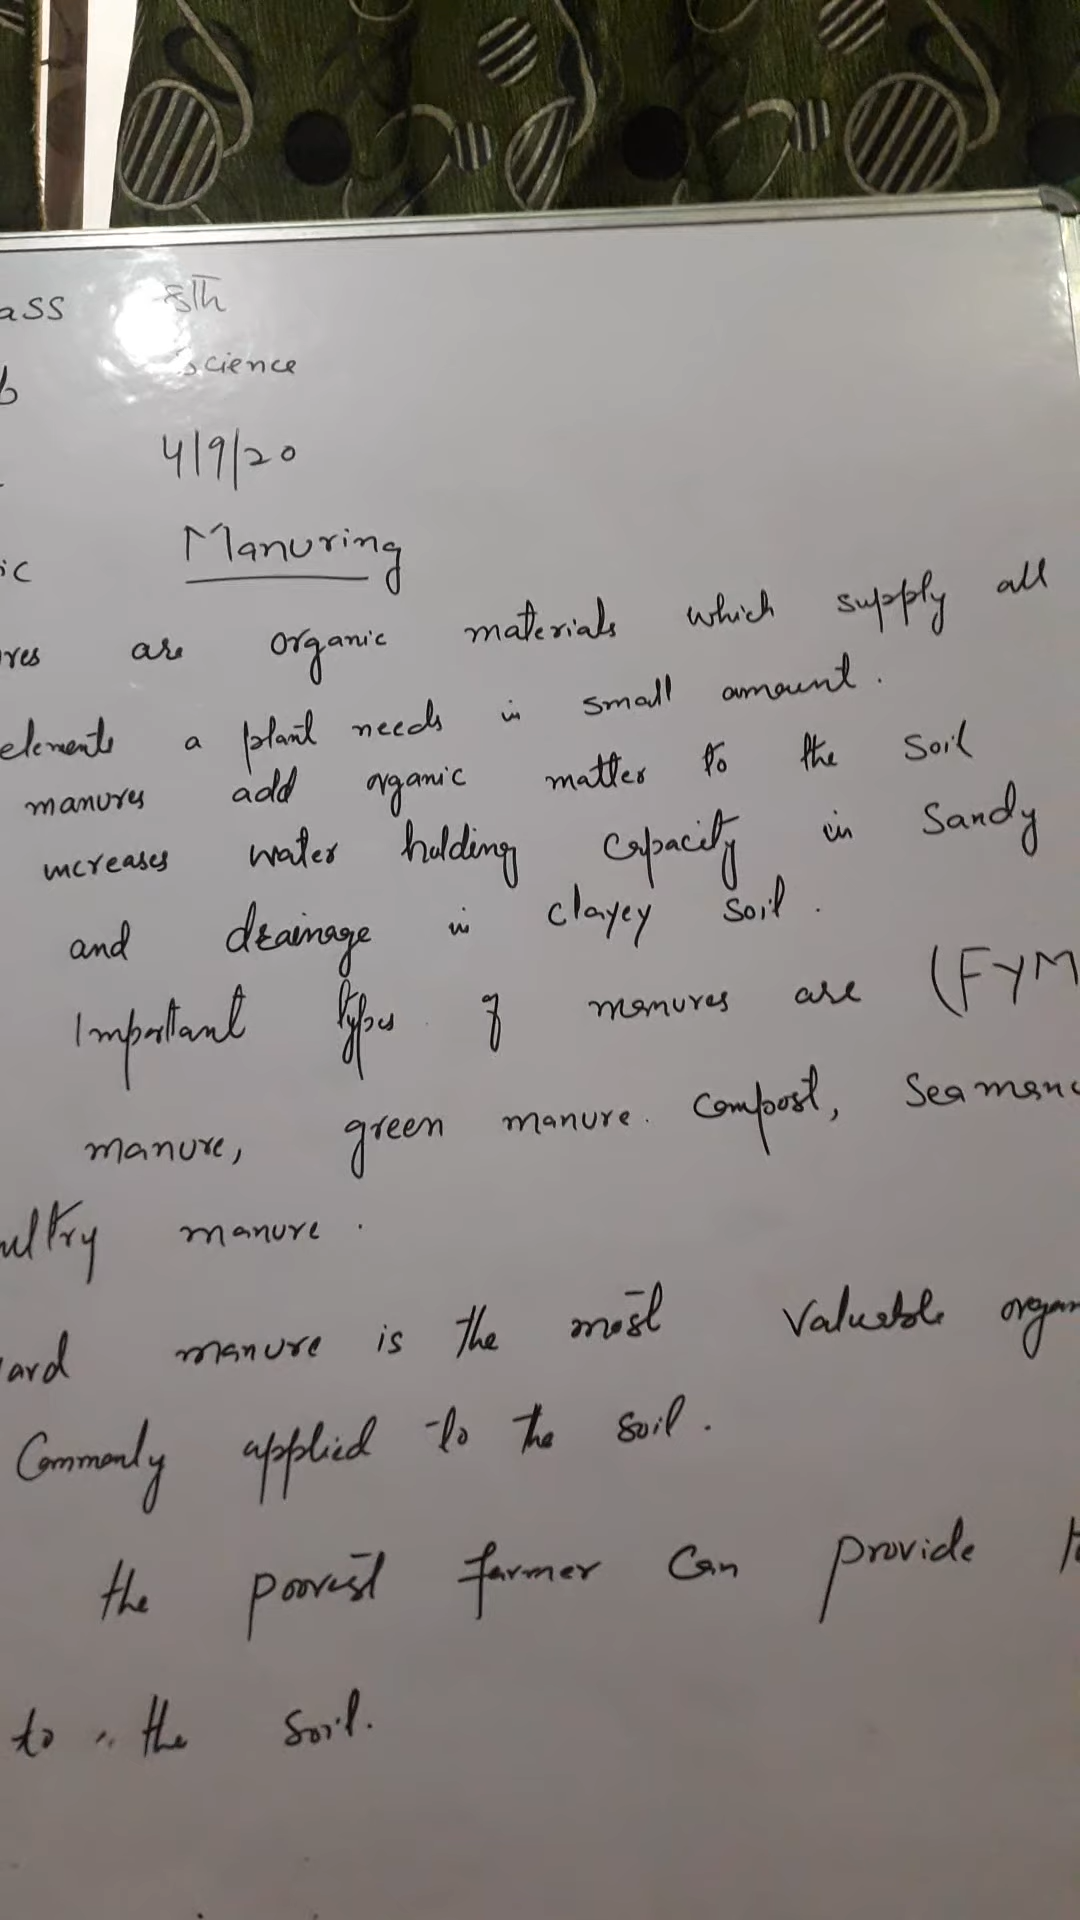 ass 8th
b Science
4/9/20
ic Manuring
res are organic materials which supply all
elements a plant needs in small amount.
manures add organic matter to the soil
increases water holding capacity in sandy
and drainage in clayey soil.
Important types of manures are (FYM
manure, green manure. compost, Sea manu
ultry manure.
ard manure is the most valuable organ
Commonly applied to the soil.
the poorest farmer can provide
to the soil.